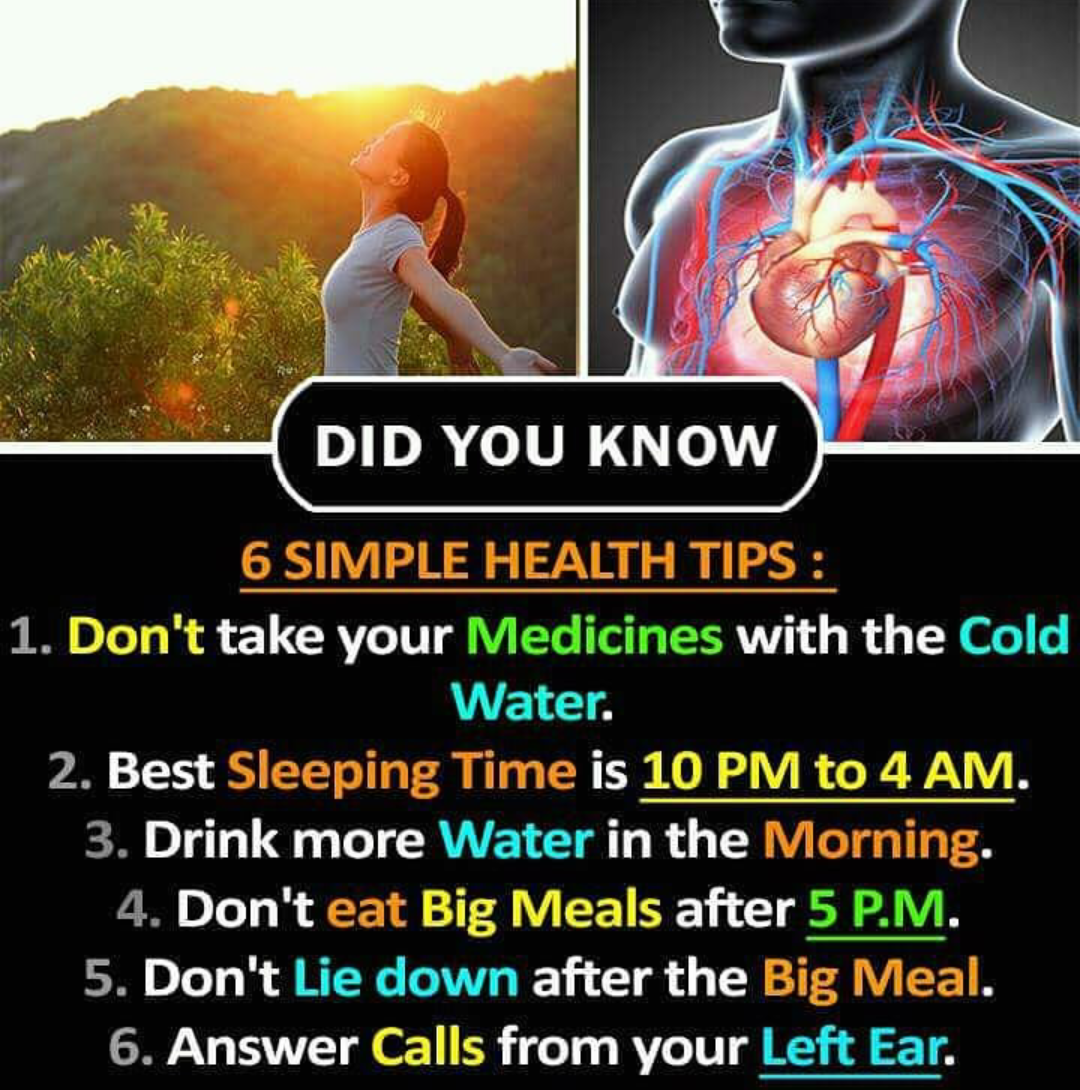 DID YOU KNOW
6 SIMPLE HEALTH TIPS :
1. Don't take your Medicines with the Cold
Water.
2. Best Sleeping Time is 10 PM to 4 AM.
3. Drink more Water in the Morning.
4. Don't eat Big Meals after 5 P.M.
5. Don't Lie down after the Big Meal.
6. Answer Calls from your Left Ear.